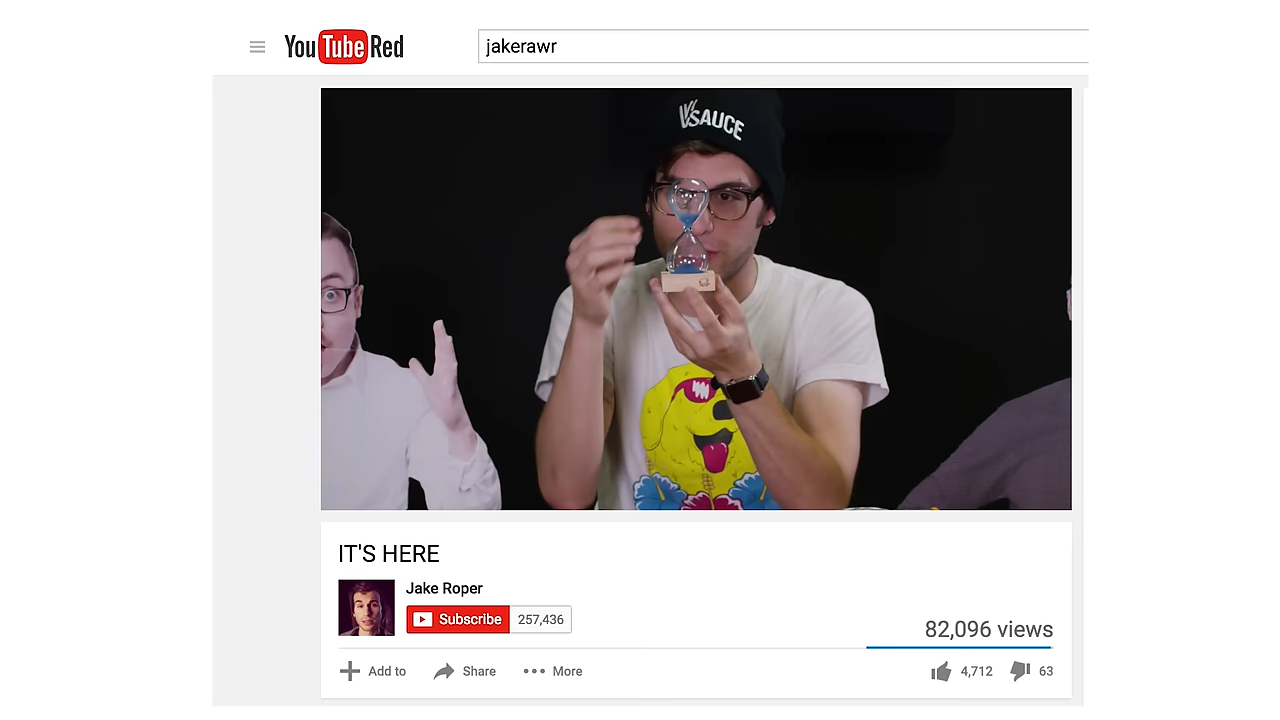 YouTube Red
jakerawr
VSAUCE
IT'S HERE
Jake Roper
Subscribe 257,436
82,096 views
Add to Share More 4,712 63